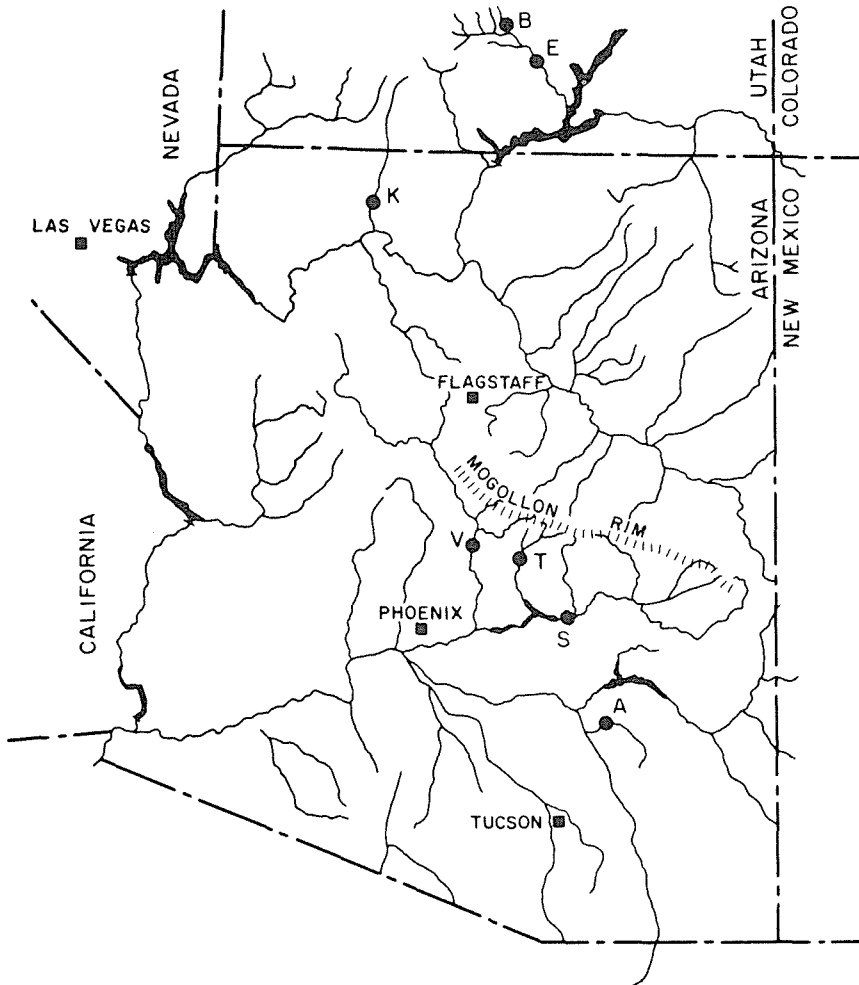 B
E
UTAH
COLORADO
NEVADA
K
LAS VEGAS
ARIZONA
NEW MEXICO
FLAGSTAFF
MOGOLLON
RIM
V
T
CALIFORNIA
PHOENIX
S
A
TUCSON